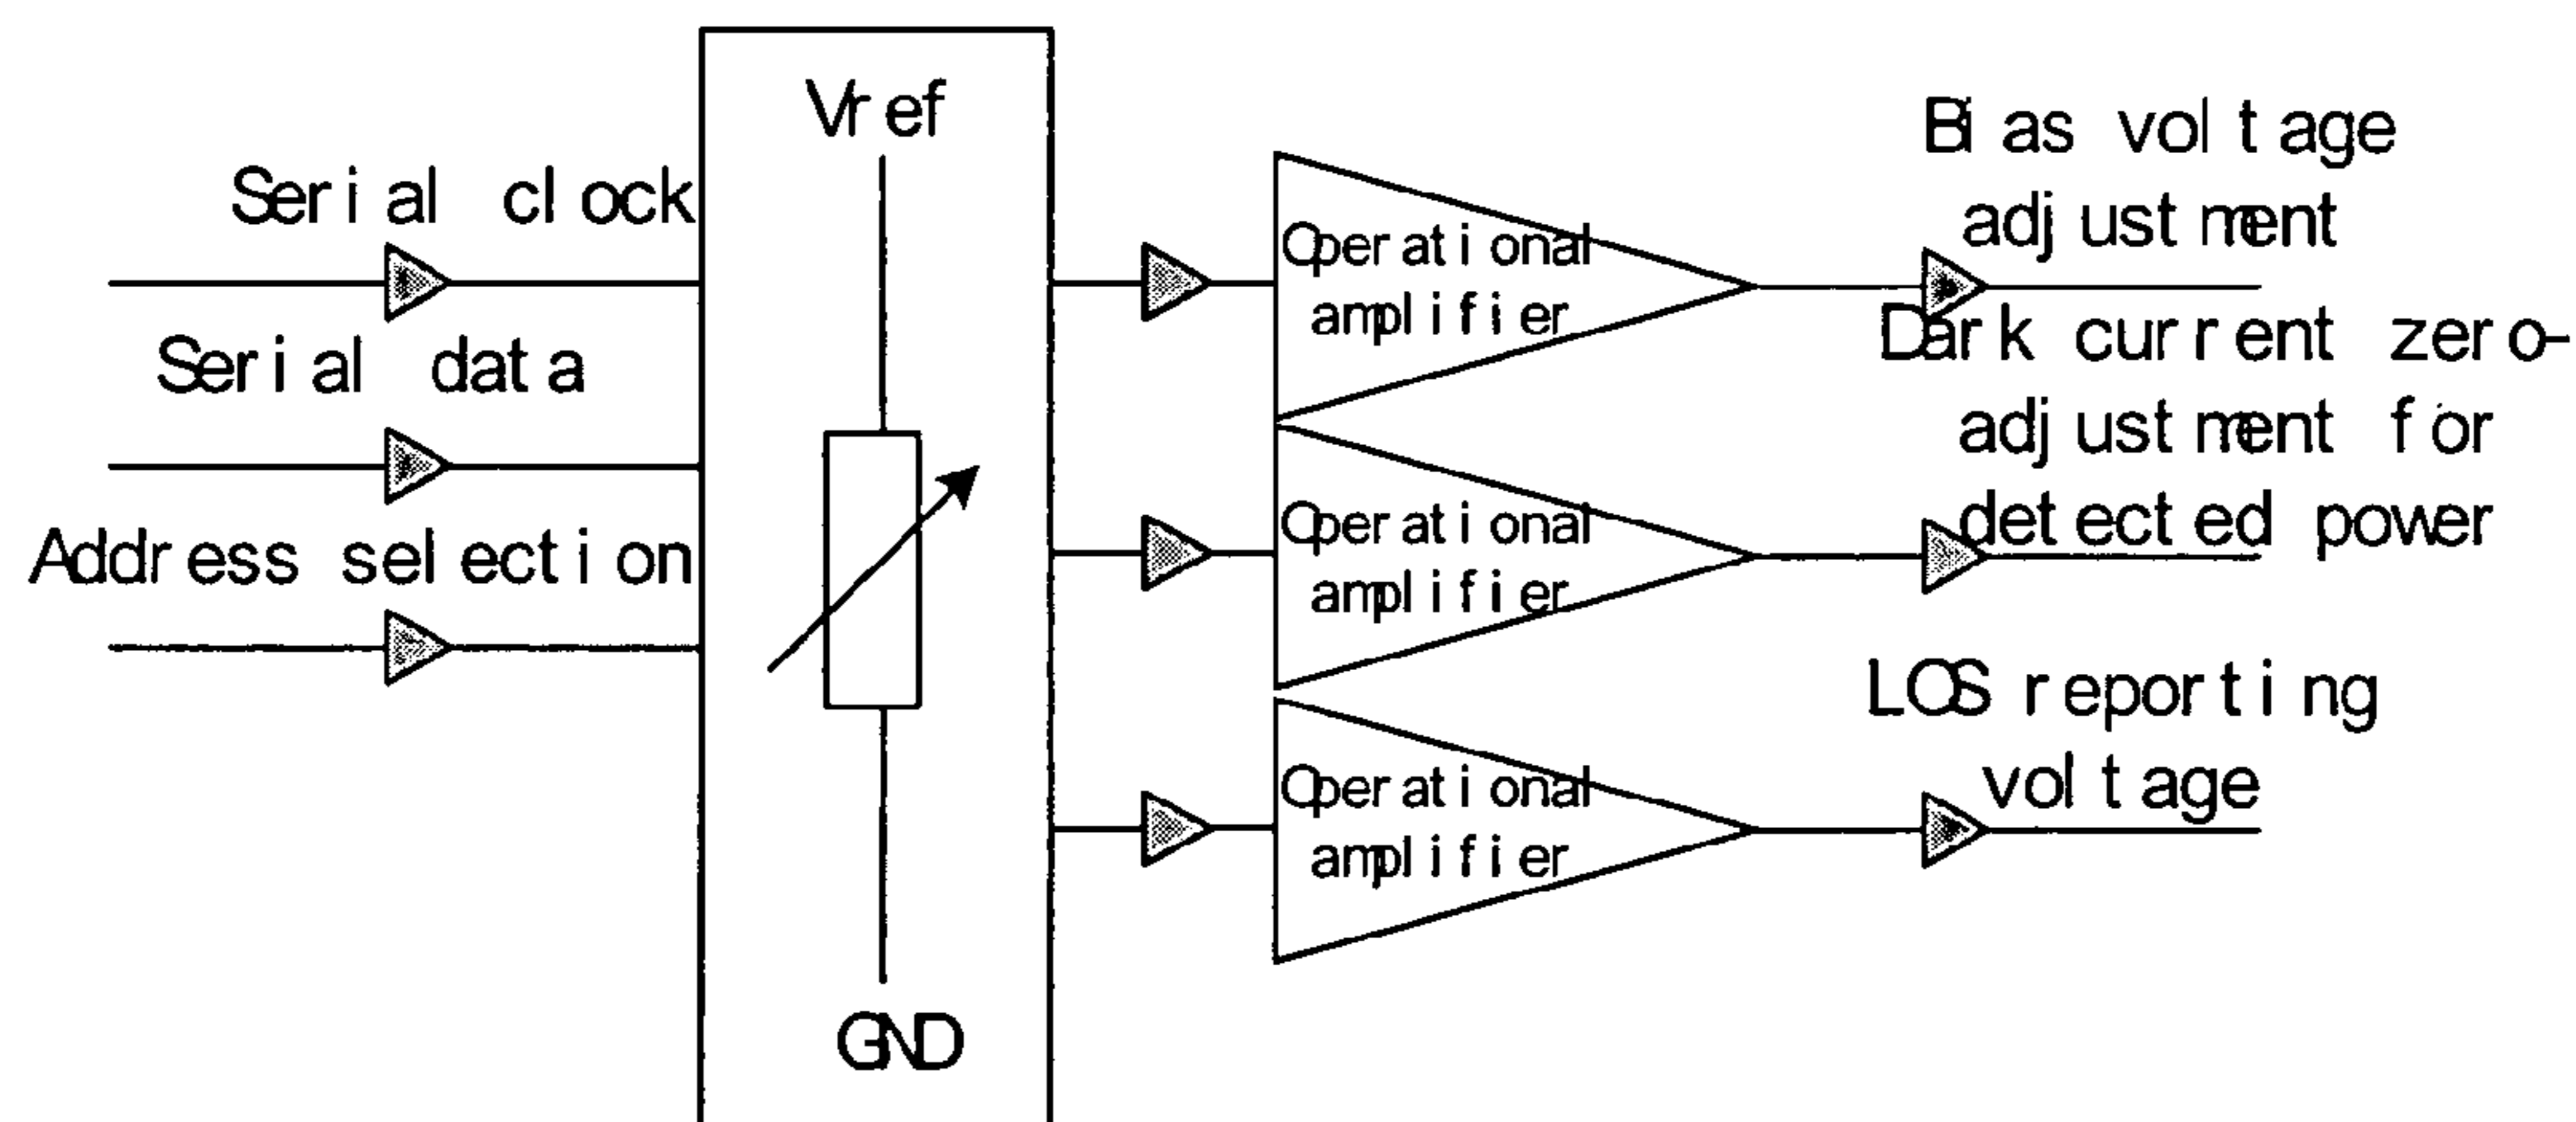 Vref
Serial clock
Serial data
Address selection
GND
Operational
amplifier
Operational
amplifier
Operational
amplifier
Bias voltage
adjustment
Dark current zero-
adjustment for
detected power
LOS reporting
voltage